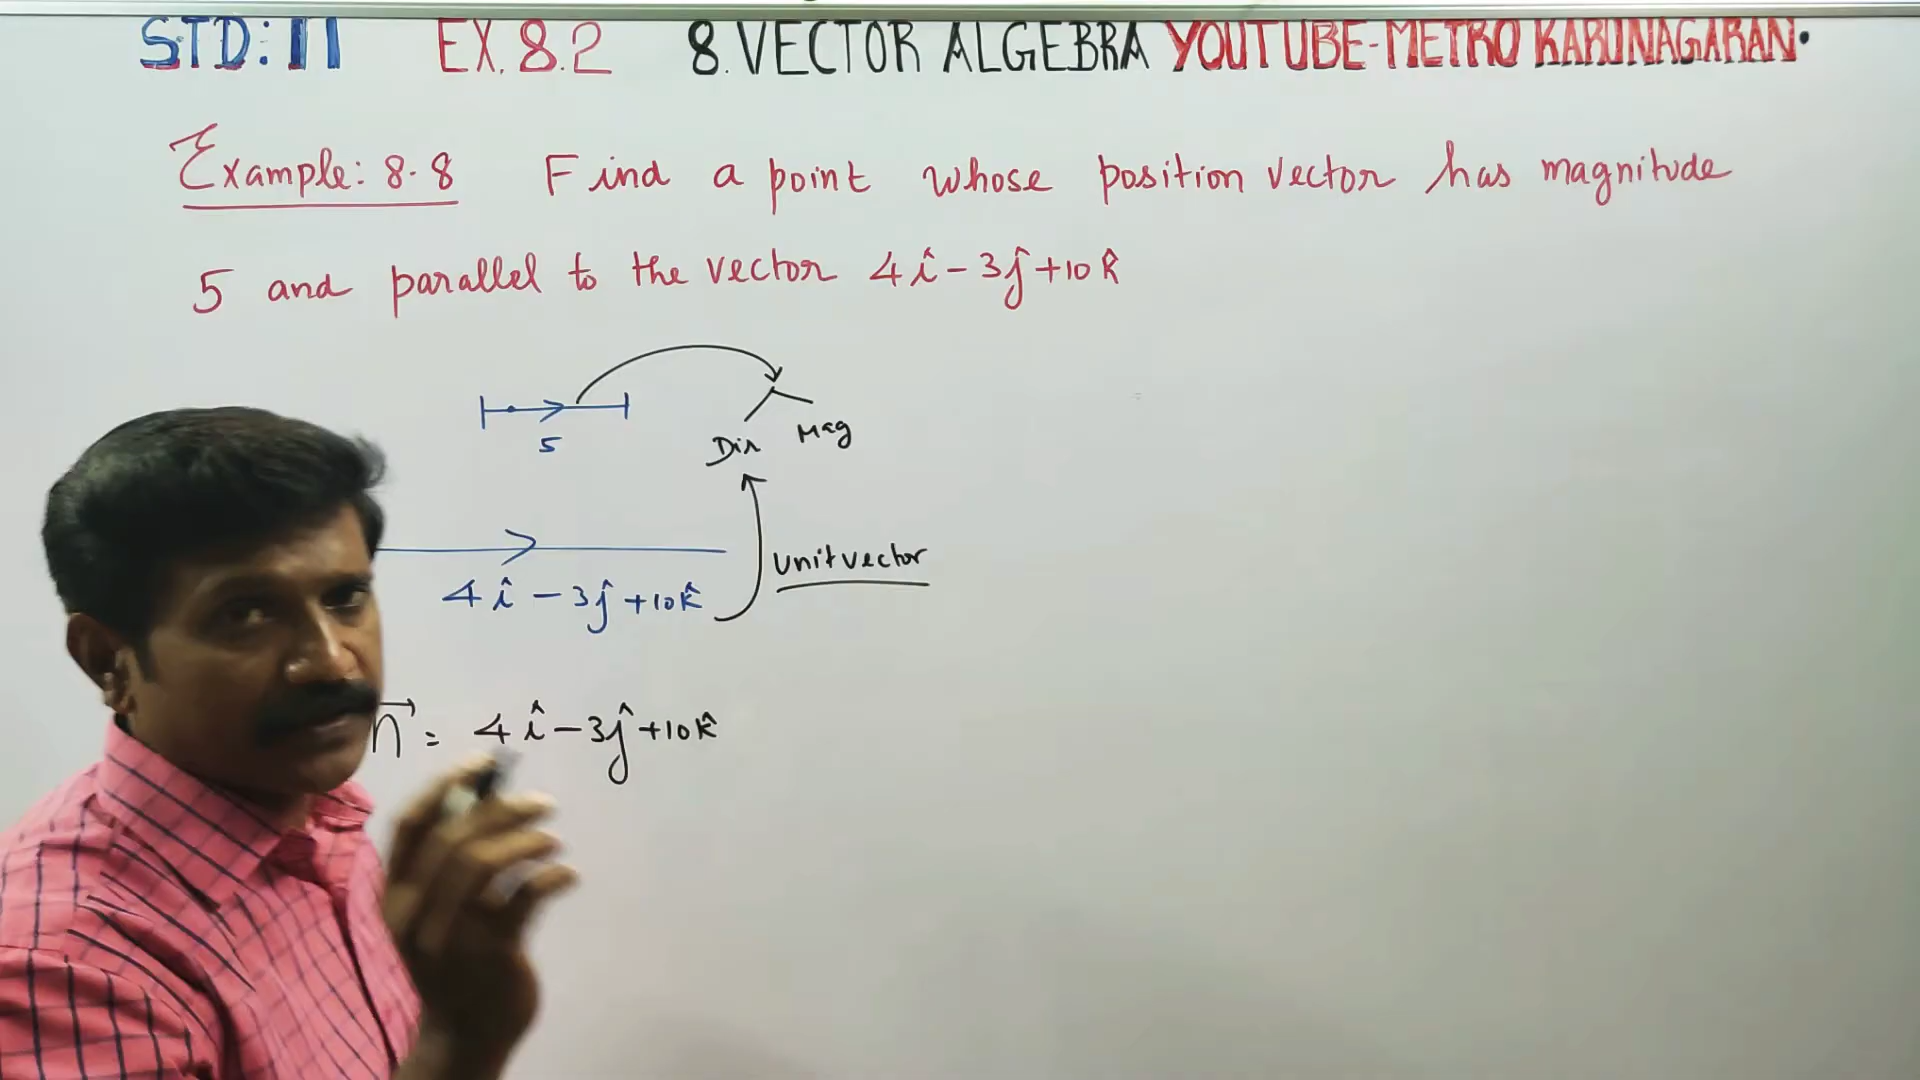 STD: 11 EX. 8.2 8. VECTOR ALGEBRA YOUTUBE-METRO KARUNAGARAN.
Example: 8.8 Find a point whose position vector has magnitude
5 and parallel to the vector 4î - 3ĵ + 10k̂
5
Dir Mag
unit vector
4î - 3ĵ + 10k̂
n⃗ = 4î - 3ĵ + 10k̂